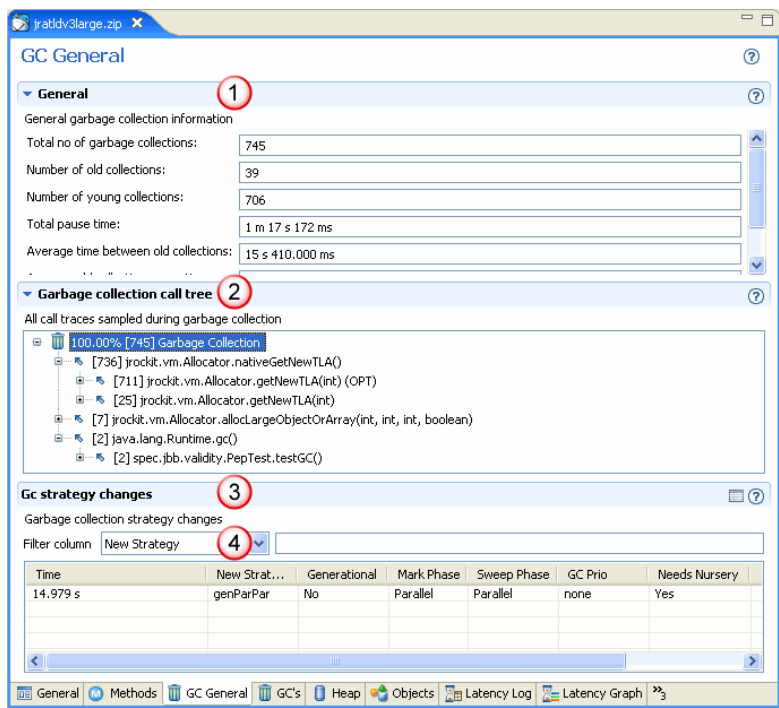 jratldv3large.zip
GC General
?
General
1
?
General garbage collection information
Total no of garbage collections: 745
Number of old collections: 39
Number of young collections: 706
Total pause time: 1 m 17 s 172 ms
Average time between old collections: 15 s 410.000 ms
Garbage collection call tree
2
?
All call traces sampled during garbage collection
100.00% [745] Garbage Collection
[736] jrockit.vm.Allocator.nativeGetNewTLA()
[711] jrockit.vm.Allocator.getNewTLA(int) (OPT)
[25] jrockit.vm.Allocator.getNewTLA(int)
[7] jrockit.vm.Allocator.allocLargeObjectOrArray(int, int, int, boolean)
[2] java.lang.Runtime.gc()
[2] spec.jbb.validity.PepTest.testGC()
Gc strategy changes
3
?
Garbage collection strategy changes
Filter column New Strategy
4
Time New Strat... Generational Mark Phase Sweep Phase GC Prio Needs Nursery
14.979 s genParPar No Parallel Parallel none Yes
General Methods GC General GC's Heap Objects Latency Log Latency Graph »3